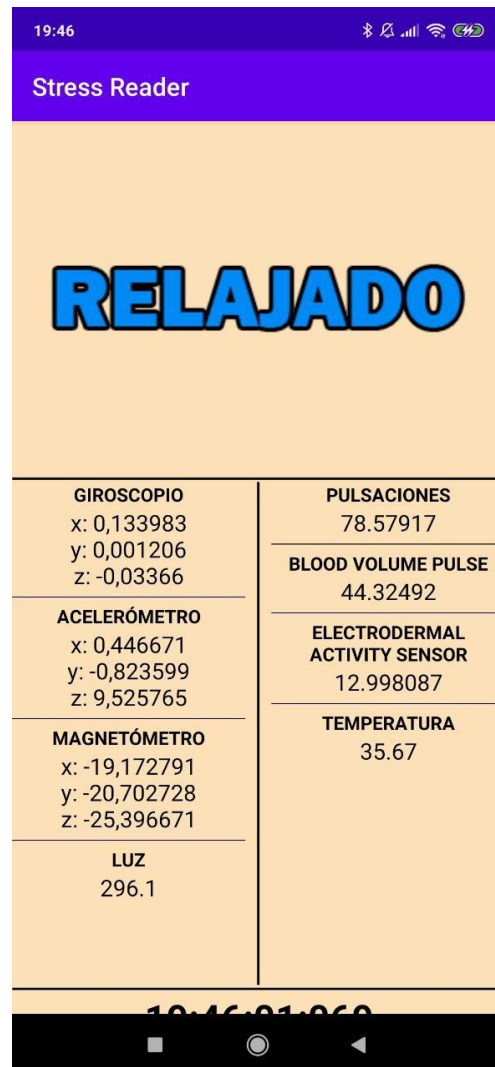 19:46
Stress Reader
RELAJADO
GIROSCOPIO
x: 0,133983
y: 0,001206
z: -0,03366
ACELERÓMETRO
x: 0,446671
y: -0,823599
z: 9,525765
MAGNETÓMETRO
x: -19,172791
y: -20,702728
z: -25,396671
LUZ
296.1
PULSACIONES
78.57917
BLOOD VOLUME PULSE
44.32492
ELECTRODERMAL
ACTIVITY SENSOR
12.998087
TEMPERATURA
35.67